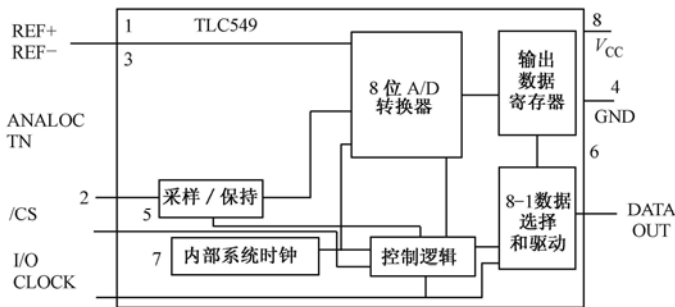 REF+
REF−
1
3
TLC549
8
VCC
8 位 A/D
转换器
输出
数据
寄存器
4
GND
ANALOC
TN
6
2
采样／保持
5
/CS
8-1数据
选择
和驱动
DATA
OUT
I/O
CLOCK
7
内部系统时钟
控制逻辑